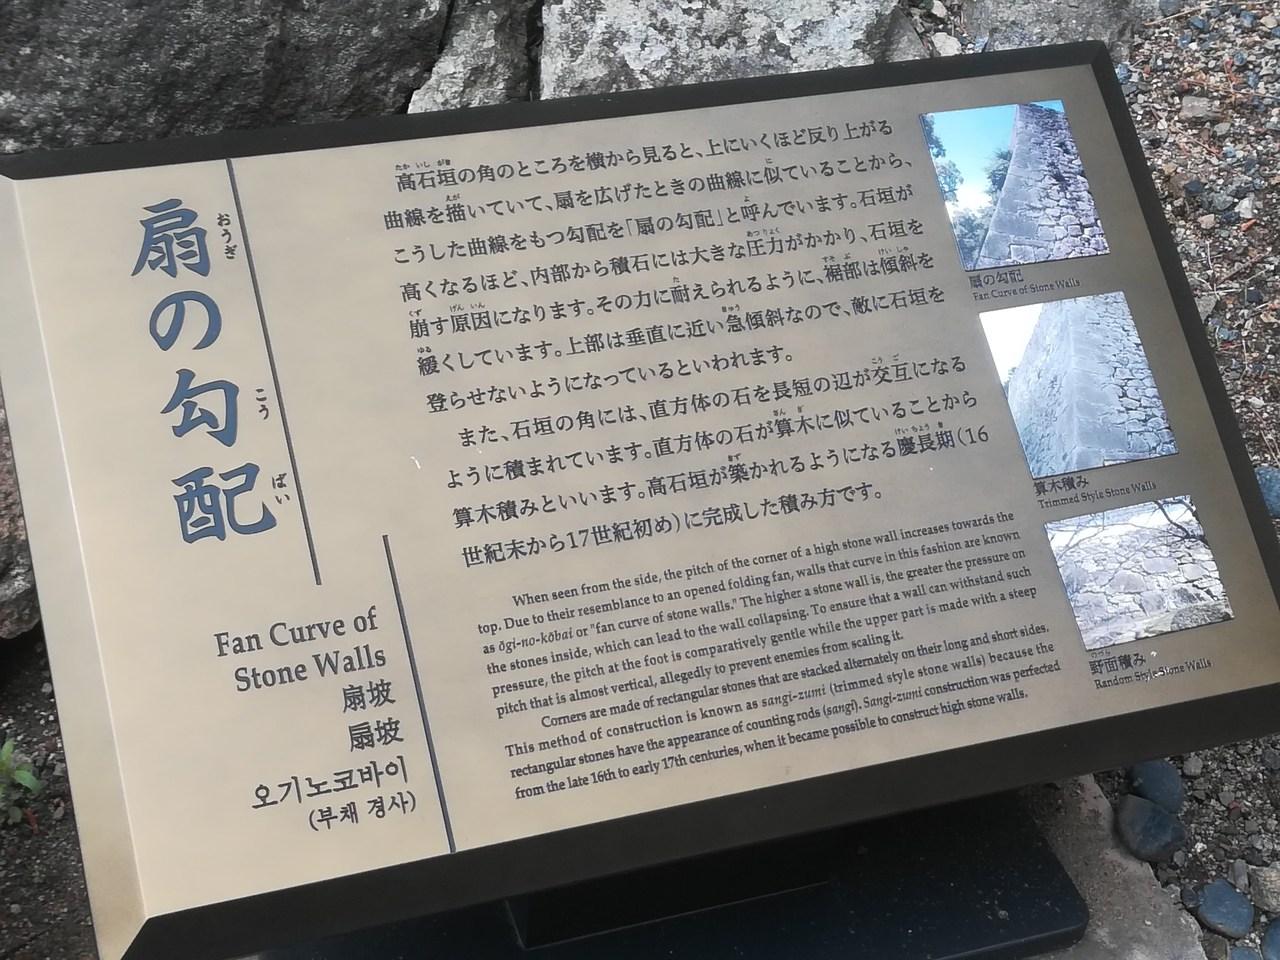 扇の勾配
おうぎ
こうばい
Fan Curve of
Stone Walls
扇坡
扇坡
오기노코바이
(부채 경사)
高石垣の角のところを横から見ると、上にいくほど反り上がる
曲線を描いていて、扇を広げたときの曲線に似ていることから、
こうした曲線をもつ勾配を「扇の勾配」と呼んでいます。石垣が
高くなるほど、内部から積石には大きな圧力がかかり、石垣を
崩す原因になります。その力に耐えられるように、裾部は傾斜を
緩くしています。上部は垂直に近い急傾斜なので、敵に石垣を
登らせないようになっているといわれます。
また、石垣の角には、直方体の石を長短の辺が交互になる
ように積まれています。直方体の石が算木に似ていることから
算木積みといいます。高石垣が築かれるようになる慶長期(16
世紀末から17世紀初め)に完成した積み方です。
When seen from the side, the pitch of the corner of a high stone wall increases towards the
top. Due to their resemblance to an opened folding fan, walls that curve in this fashion are known
as ōgi-no-kōbai or "fan curve of stone walls." The higher a stone wall is, the greater the pressure on
the stones inside, which can lead to the wall collapsing. To ensure that a wall can withstand such
pressure, the pitch at the foot is comparatively gentle while the upper part is made with a steep
pitch that is almost vertical, allegedly to prevent enemies from scaling it.
Corners are made of rectangular stones that are stacked alternately on their long and short sides.
This method of construction is known as sangi-zumi (trimmed style stone walls) because the
rectangular stones have the appearance of counting rods (sangi). Sangi-zumi construction was perfected
from the late 16th to early 17th centuries, when it became possible to construct high stone walls.
扇の勾配
Fan Curve of Stone Walls
算木積み
Trimmed Style Stone Walls
野面積み
Random Style Stone Walls